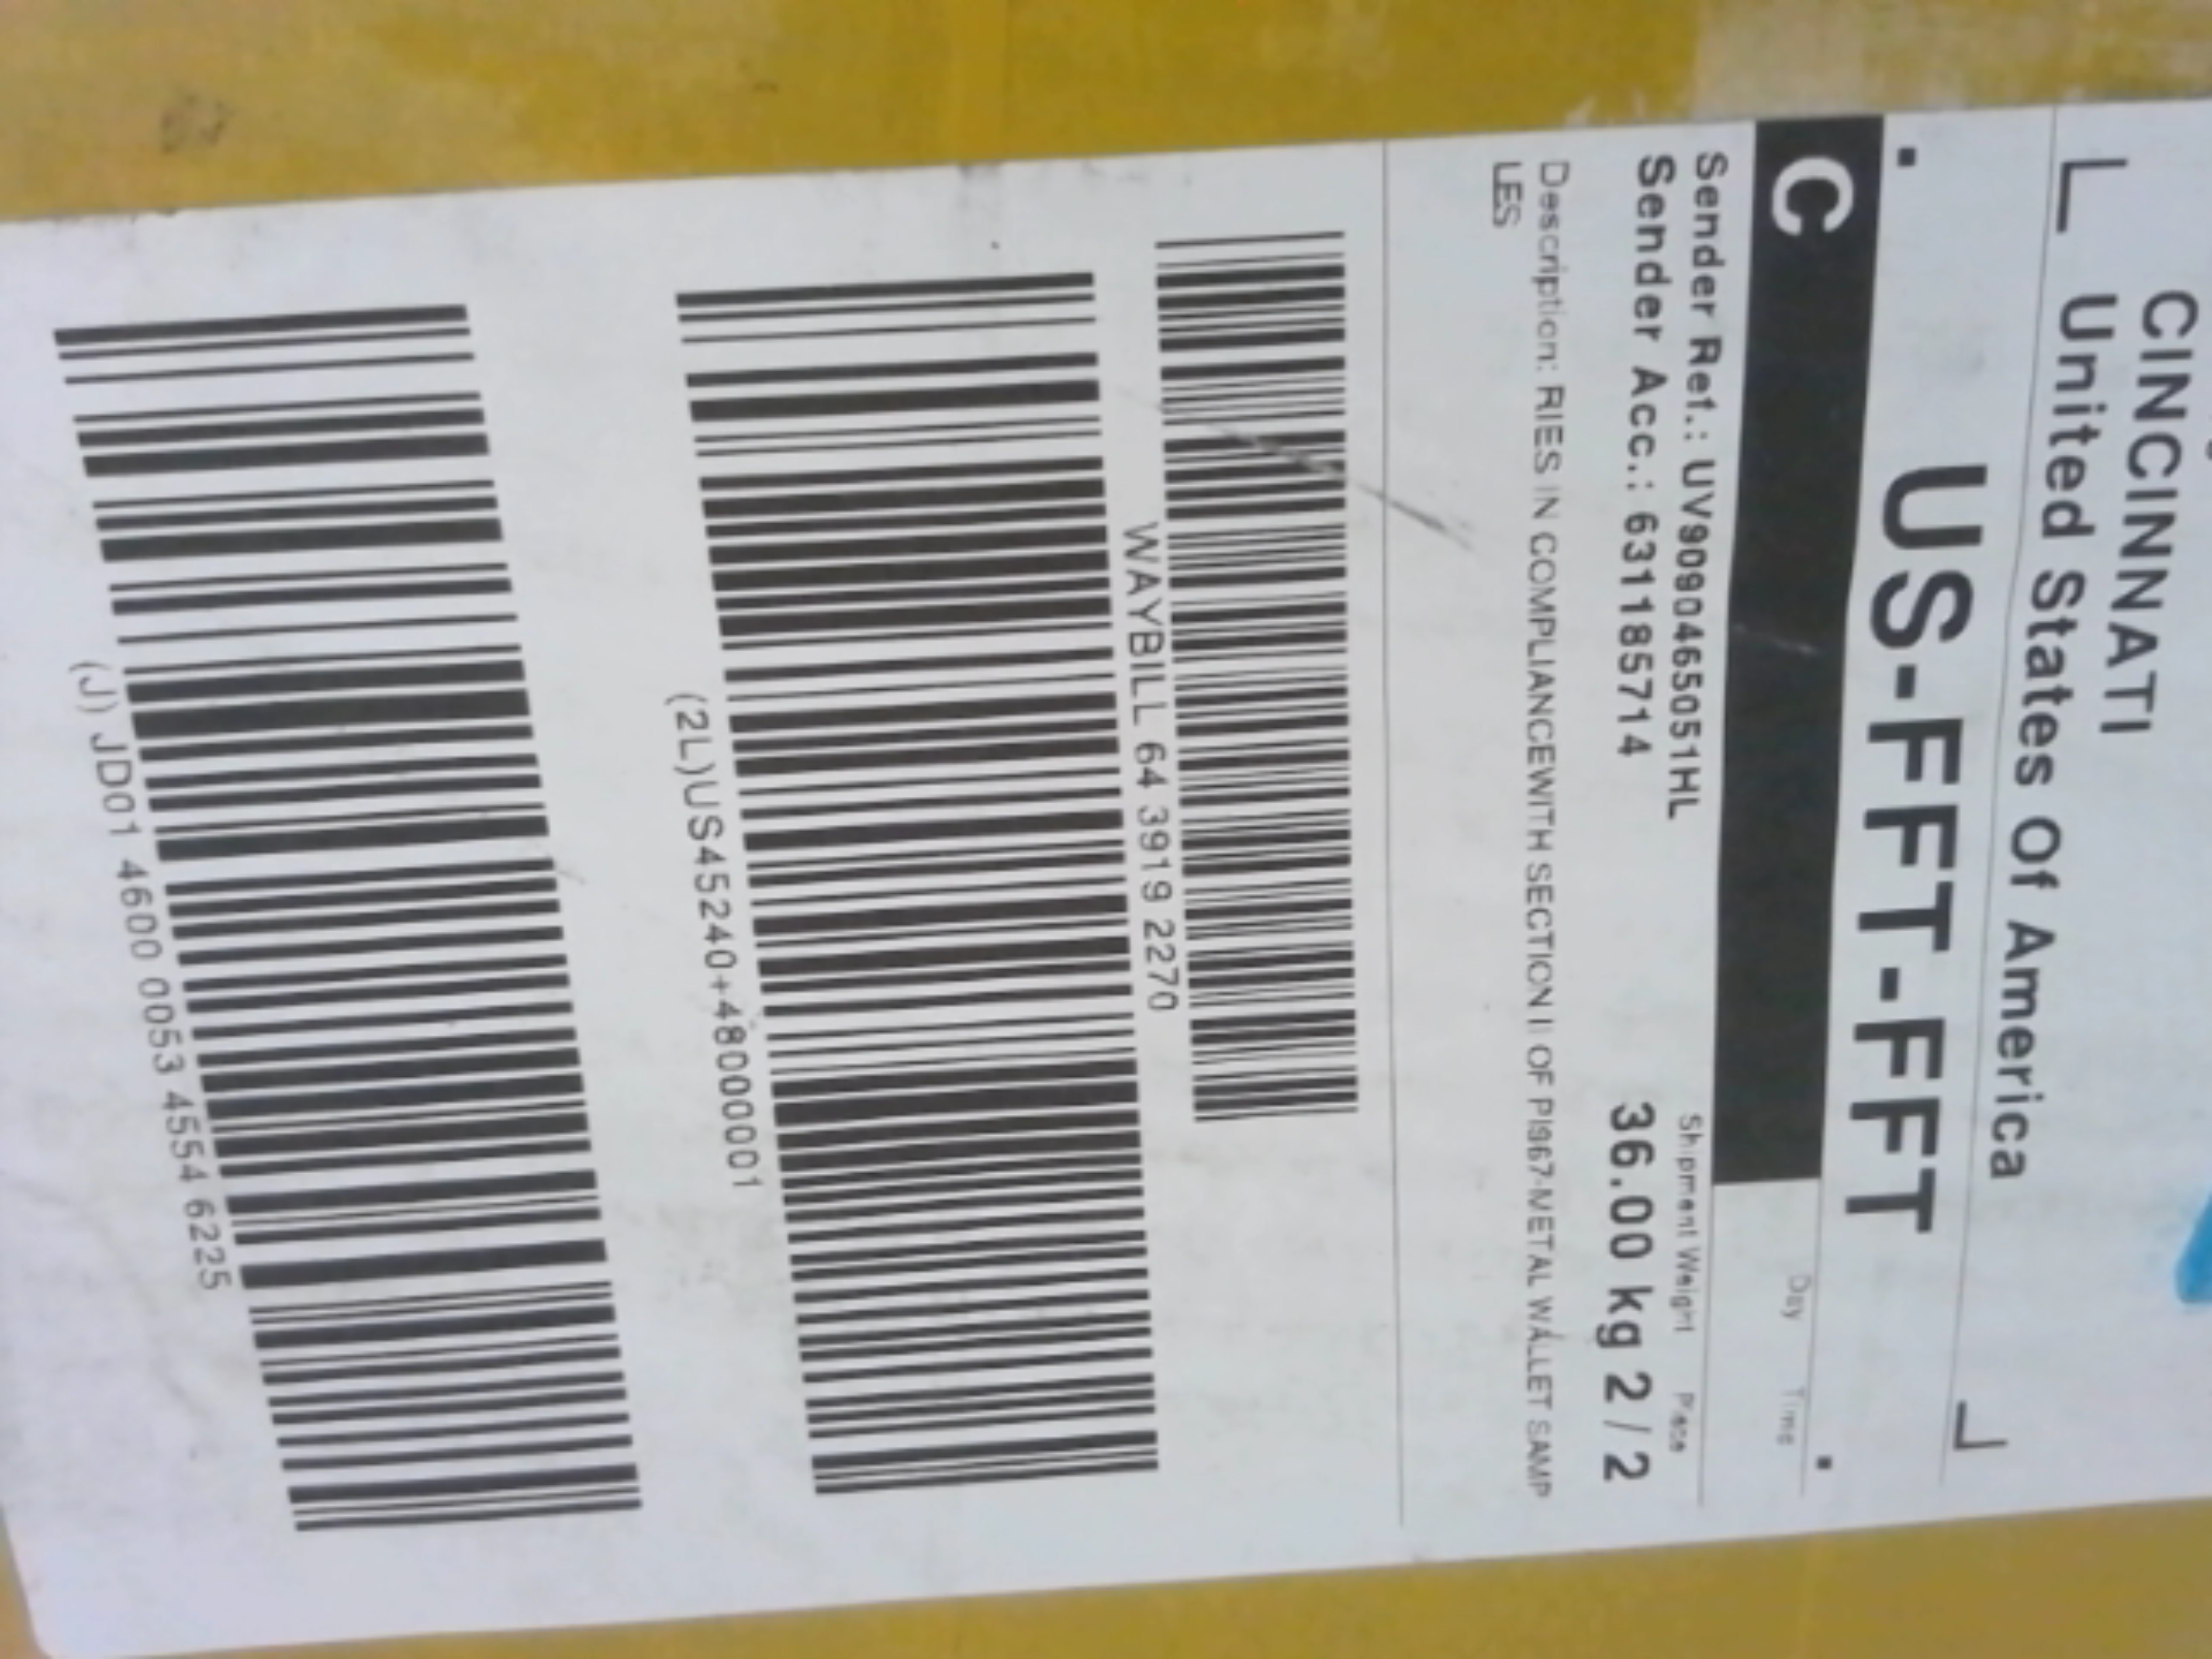 CINCINNATI
United States Of America
US-FFT-FFT
C
Day Time
Sender Ref.: UV909046505​1HL
Sender Acc.: 631185714
Shipment Weight Piece
36.00 kg 2 / 2
Description: RIES IN COMPLIANCEWITH SECTION I OF PI967-METAL WALLET SAMP
LES
WAYBILL 64 3919 2270
(2L)US45240+48000001
(J) JD01 4600 0053 4554 6225